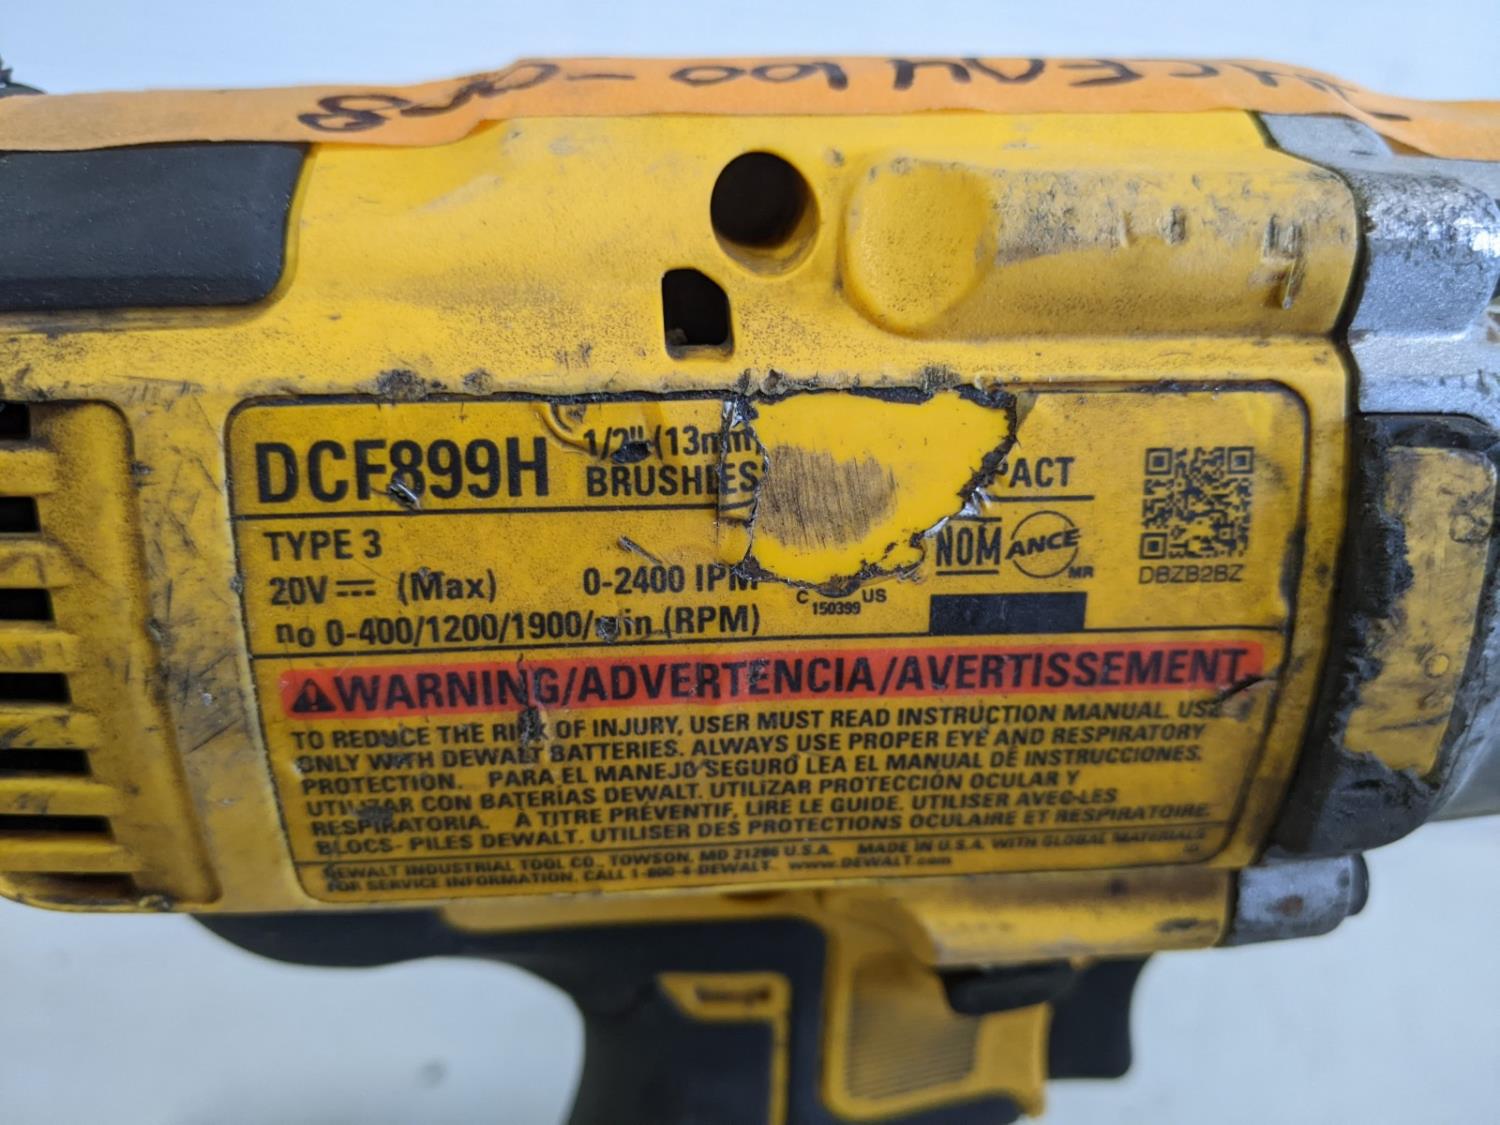 DCF899H
1/2" (13mm)
BRUSHLES
PACT
TYPE 3
20V (Max)
0-2400 IPM
no 0-400/1200/1900/min (RPM)
NOM
ANCE
MR
C US
150399
DBZB2BZ
WARNING/ADVERTENCIA/AVERTISSEMENT
TO REDUCE THE RISK OF INJURY, USER MUST READ INSTRUCTION MANUAL. USE
ONLY WITH DEWALT BATTERIES. ALWAYS USE PROPER EYE AND RESPIRATORY
PROTECTION. PARA EL MANEJO SEGURO LEA EL MANUAL DE INSTRUCCIONES.
UTILIZAR CON BATERÍAS DEWALT. UTILIZAR PROTECCIÓN OCULAR Y
RESPIRATORIA. A TITRE PRÉVENTIF, LIRE LE GUIDE. UTILISER AVEC LES
BLOCS- PILES DEWALT. UTILISER DES PROTECTIONS OCULAIRE ET RESPIRATOIRE.
DEWALT INDUSTRIAL TOOL CO., TOWSON, MD 21286 U.S.A. MADE IN U.S.A. WITH GLOBAL MATERIALS
FOR SERVICE INFORMATION, CALL 1-800-4-DEWALT. www.DEWALT.com